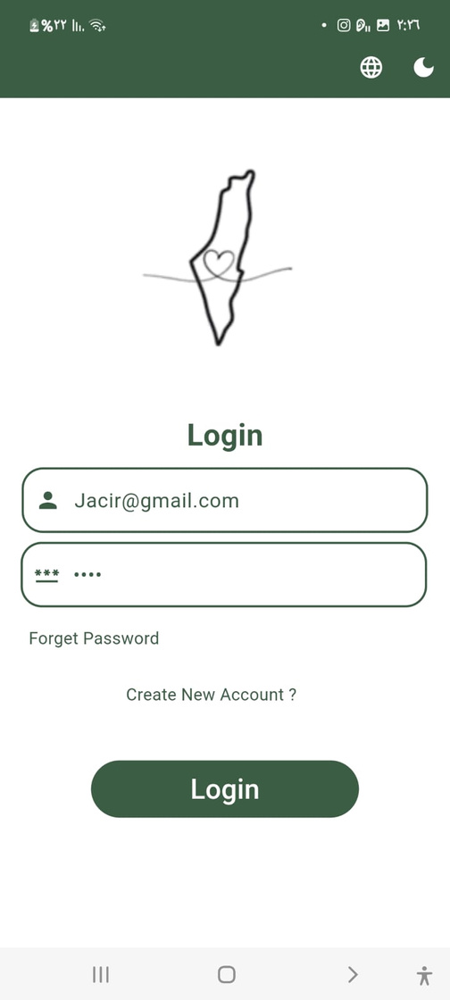 %٢٢ ٢:٢٦
Login
Jacir@gmail.com
***
••••
Forget Password
Create New Account ?
Login